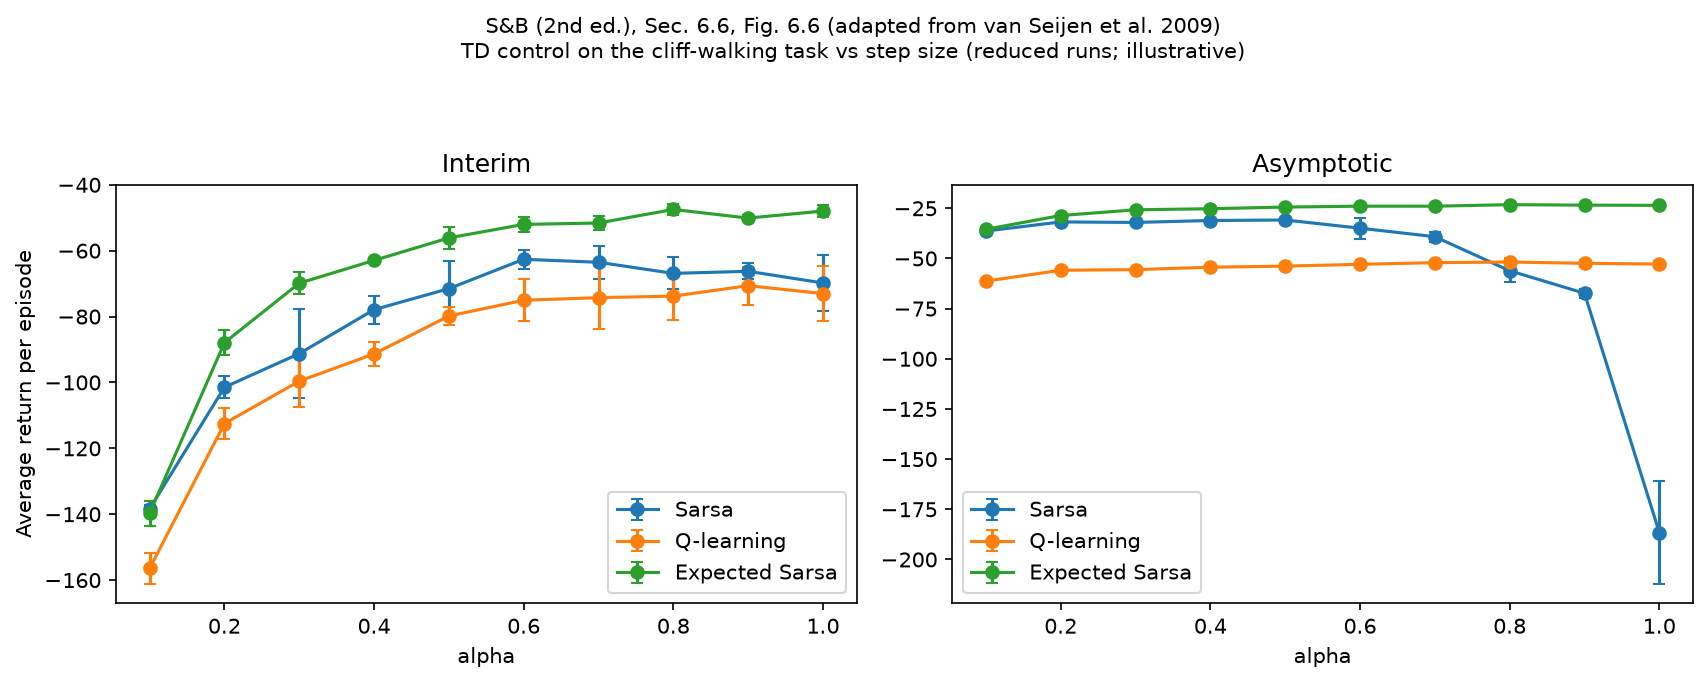 S&B (2nd ed.), Sec. 6.6, Fig. 6.6 (adapted from van Seijen et al. 2009)
TD control on the cliff-walking task vs step size (reduced runs; illustrative)
Interim
Average return per episode
−40
−60
−80
−100
−120
−140
−160
0.2
0.4
0.6
0.8
1.0
alpha
Sarsa
Q-learning
Expected Sarsa
Asymptotic
−25
−50
−75
−100
−125
−150
−175
−200
0.2
0.4
0.6
0.8
1.0
alpha
Sarsa
Q-learning
Expected Sarsa